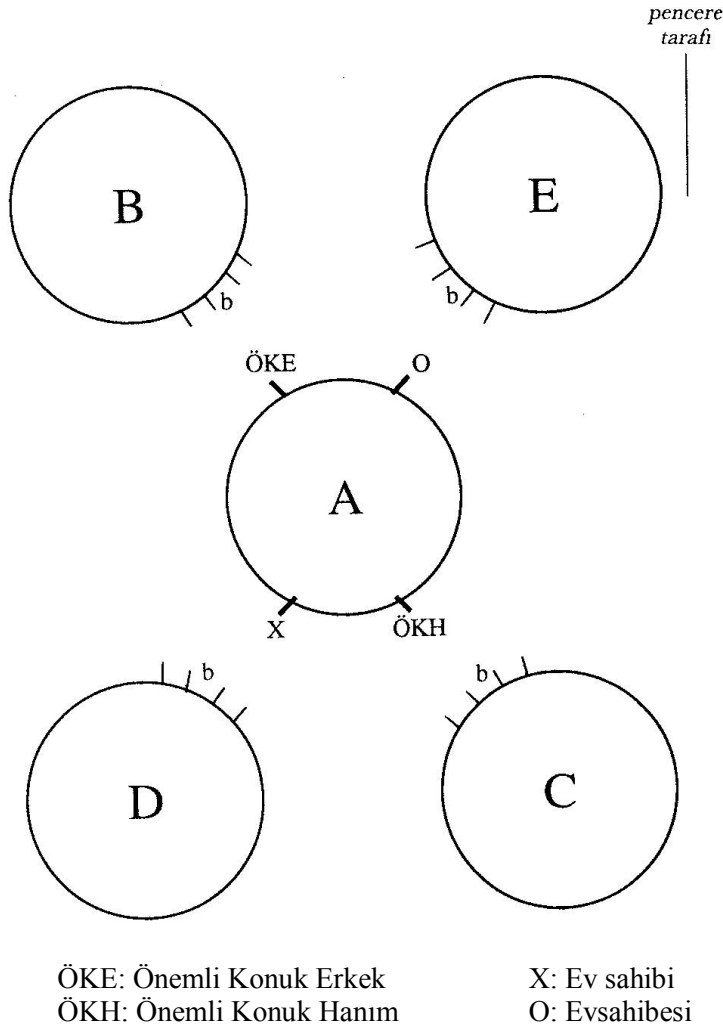 pencere
tarafı
B
E
b
b
ÖKE
O
A
X
ÖKH
b
b
D
C
ÖKE: Önemli Konuk Erkek
X: Ev sahibi
ÖKH: Önemli Konuk Hanım
O: Evsahibesi